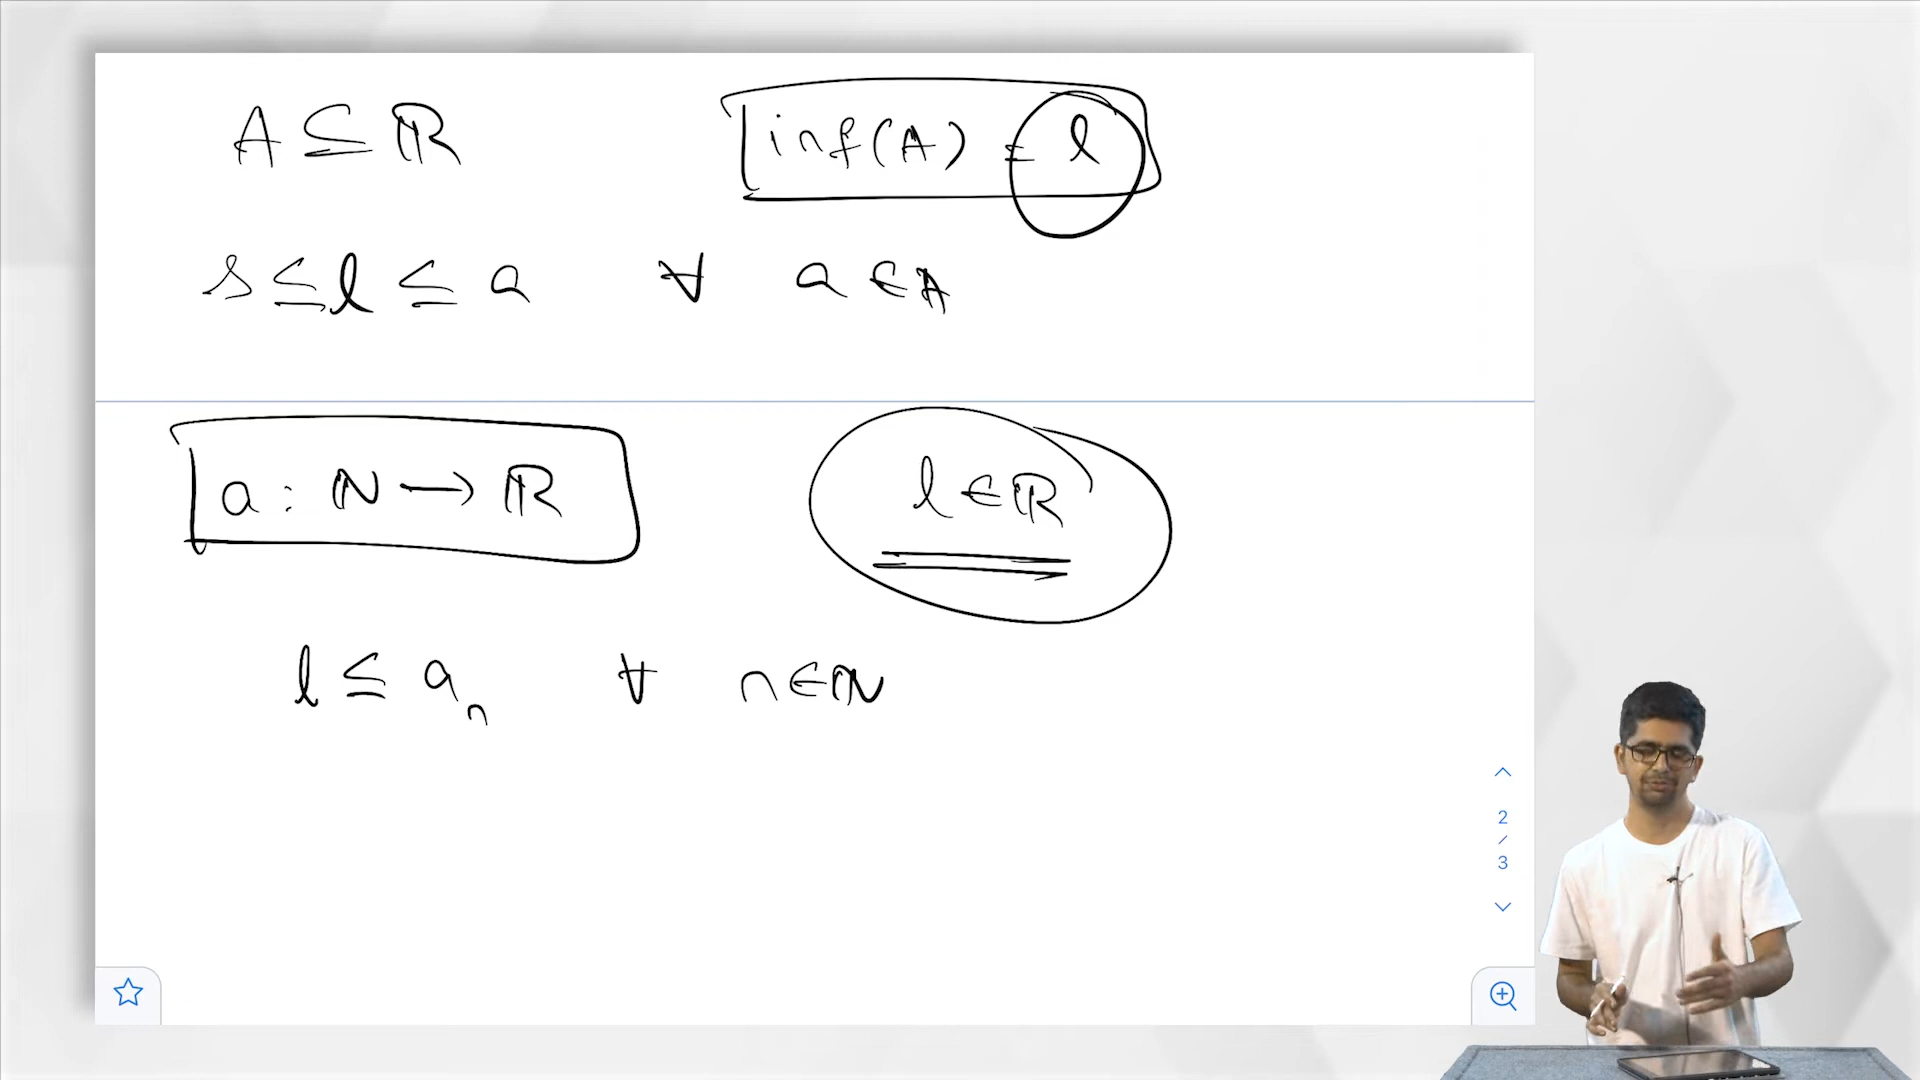 A ⊆ ℝ inf(A) = l
s ≤ l ≤ a ∀ a ∈ A
a : ℕ → ℝ l ∈ ℝ
l ≤ aₙ ∀ n ∈ ℕ
2
/
3